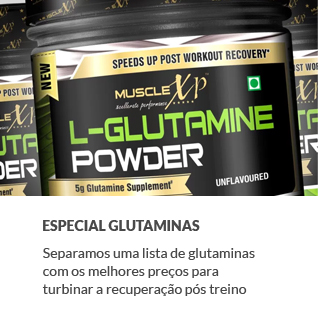 SPEEDS UP POST WORKOUT RECOVERY*
NEW
MUSCLE XP
accelerate performance
L-GLUTAMINE
POWDER
5g Glutamine Supplement†
UNFLAVOURED
ESPECIAL GLUTAMINAS
Separamos uma lista de glutaminas
com os melhores preços para
turbinar a recuperação pós treino